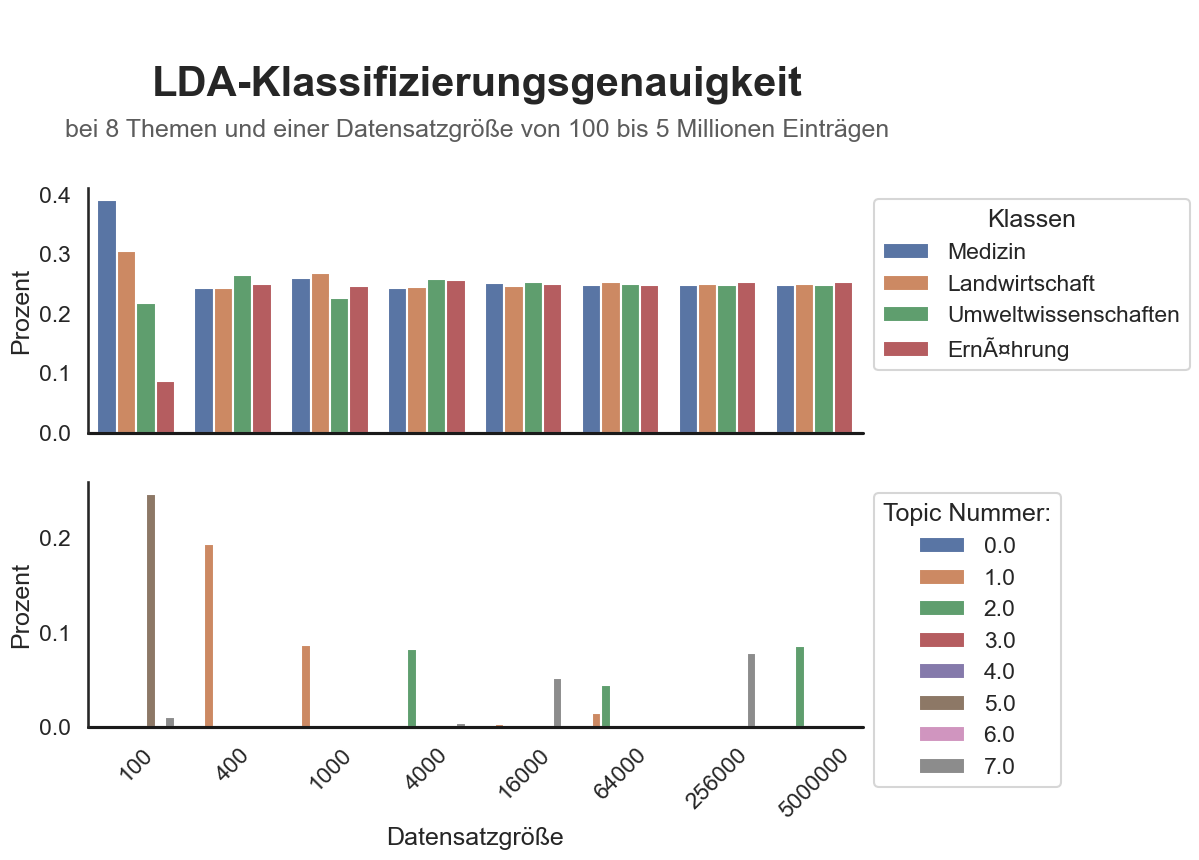 LDA-Klassifizierungsgenauigkeit
bei 8 Themen und einer Datensatzgröße von 100 bis 5 Millionen Einträgen
0.4
0.3
0.2
0.1
0.0
Prozent
Klassen
Medizin
Landwirtschaft
Umweltwissenschaften
ErnÃ¤hrung
0.2
0.1
0.0
Prozent
Topic Nummer:
0.0
1.0
2.0
3.0
4.0
5.0
6.0
7.0
100
400
1000
4000
16000
64000
256000
5000000
Datensatzgröße